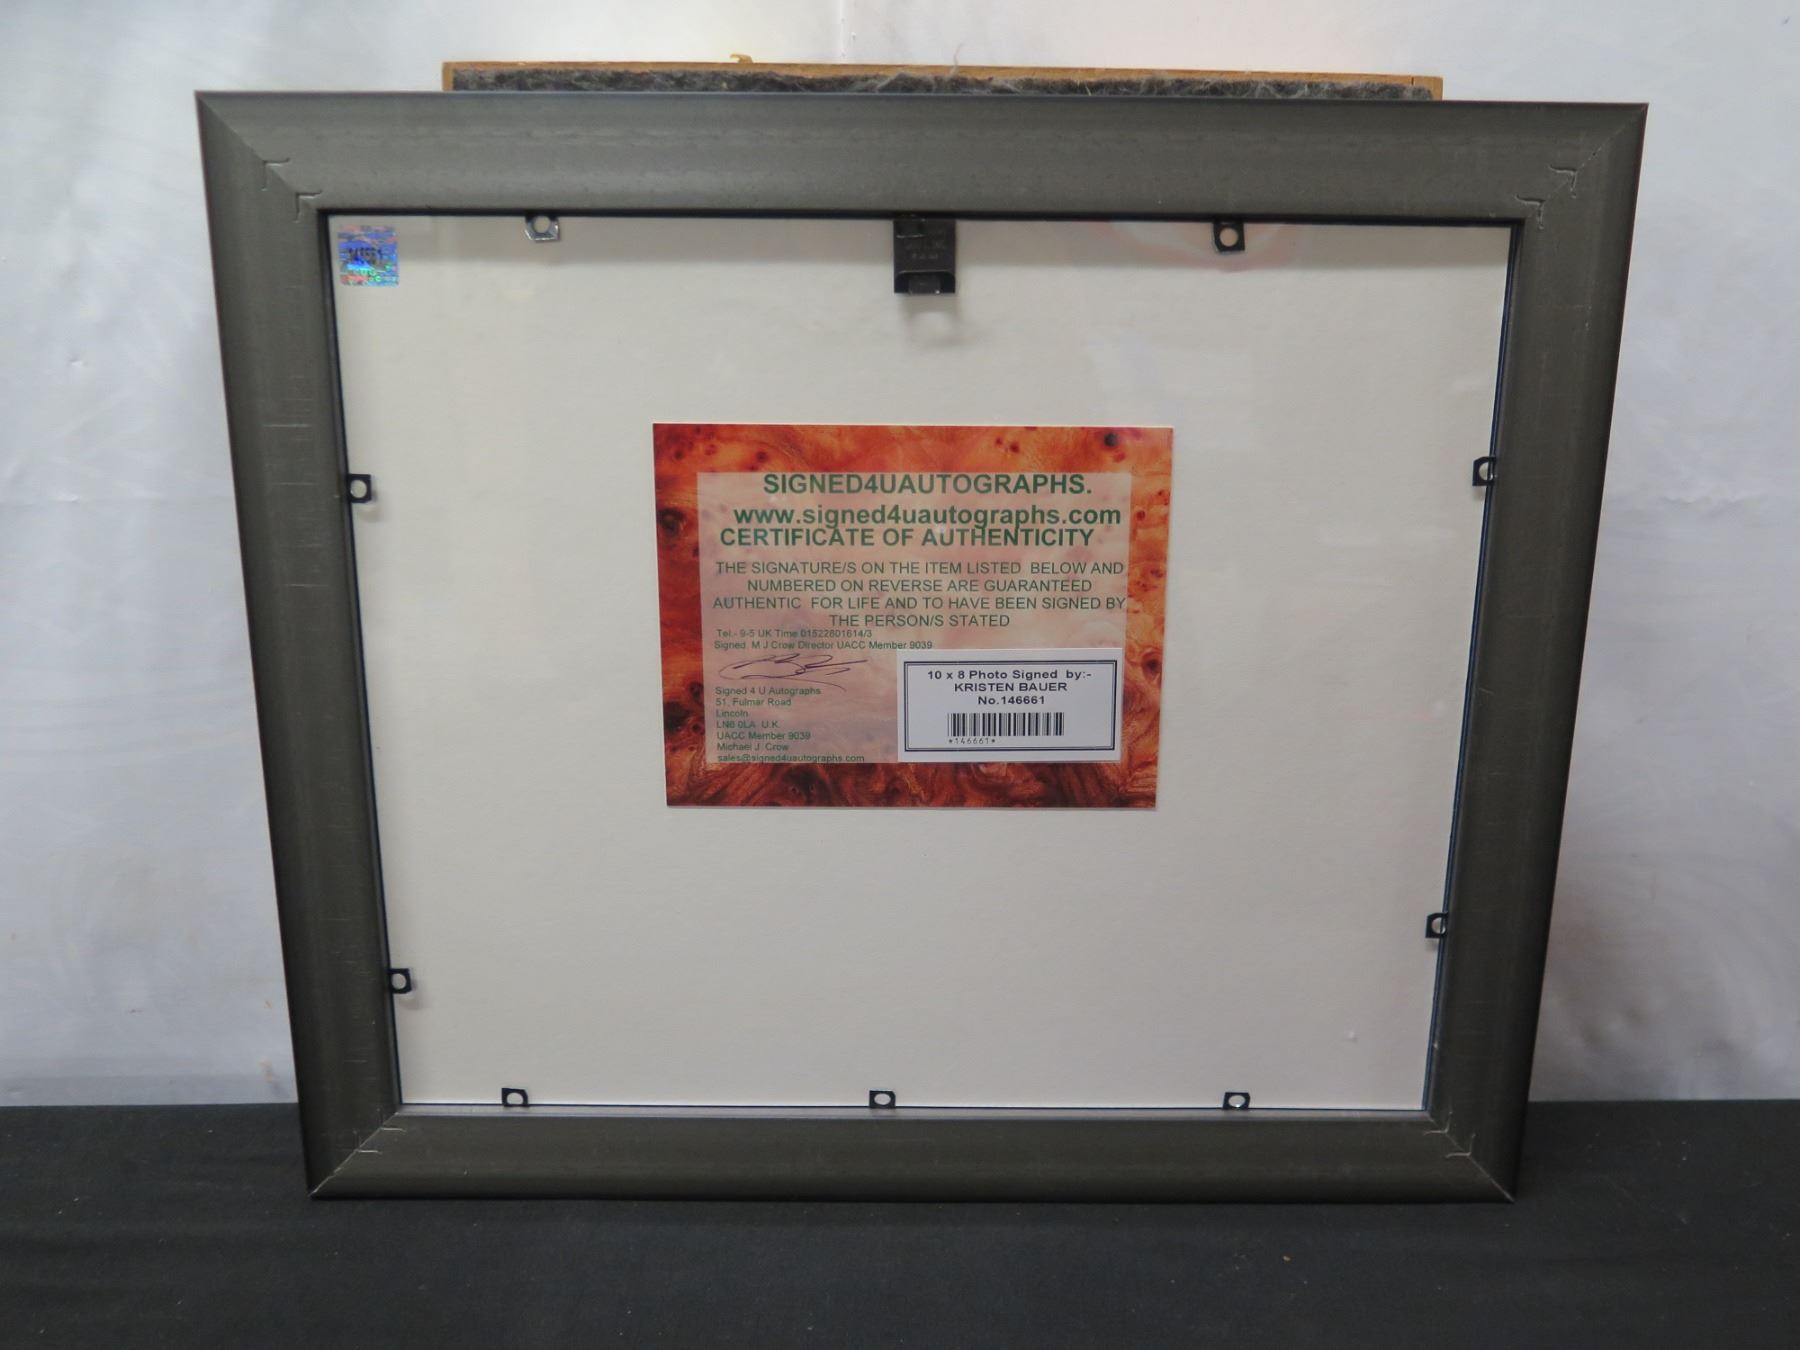 SIGNED4UAUTOGRAPHS.
www.signed4uautographs.com
CERTIFICATE OF AUTHENTICITY
THE SIGNATURE/S ON THE ITEM LISTED BELOW AND
NUMBERED ON REVERSE ARE GUARANTEED
AUTHENTIC FOR LIFE AND TO HAVE BEEN SIGNED BY
THE PERSON/S STATED
Tel.- 9-5 UK Time 01522801614/3
Signed. M J Crow Director UACC Member 9039
Signed 4 U Autographs
51, Fulmar Road
Lincoln
LN6 0LA U.K.
UACC Member 9039
Michael J. Crow
sales@signed4uautographs.com
10 x 8 Photo Signed by:-
KRISTEN BAUER
No.146661
*146661*